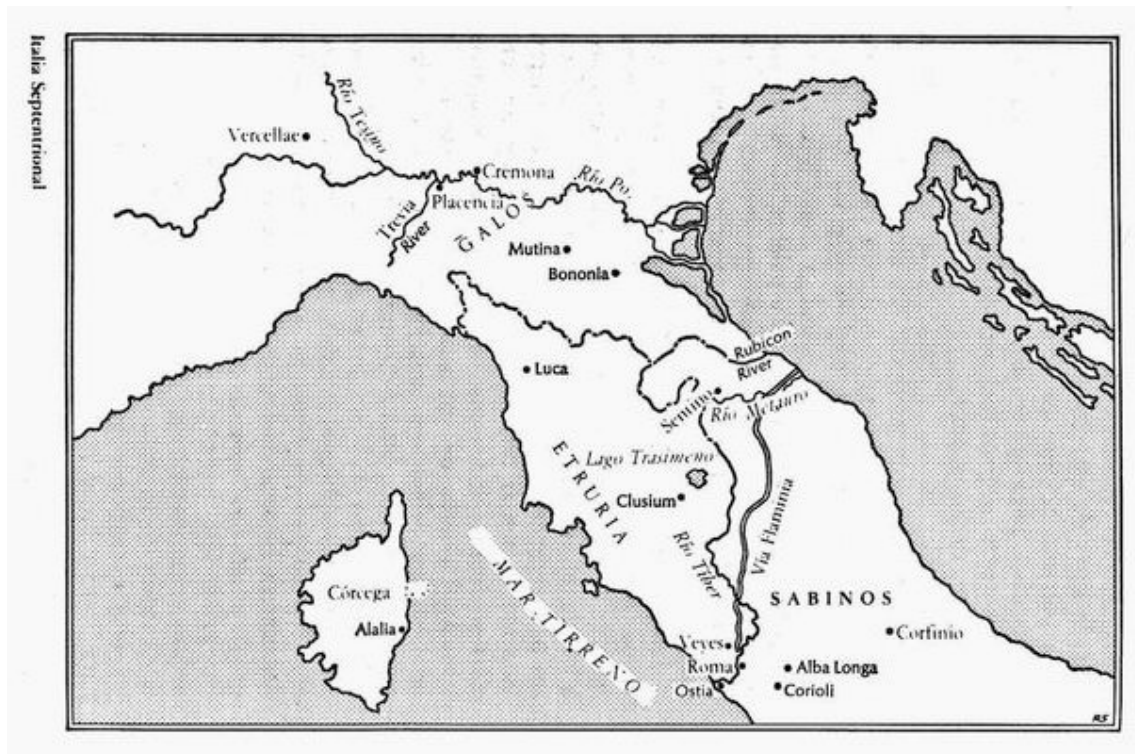 Italia Septentrional
Vercellae
Río Tesino
Cremona
Río Po.
Placencia
Trevia
River
GALOS
Mutina
Bononia
Rubicon
River
Luca
Sentino
Río Metauro
ETRURIA
Lago Trasimeno
Clusium
Río Tiber
Via Flaminia
Córcega
Alalia
MAR TIRRENO
SABINOS
Corfinio
Veyes
Roma
Ostia
Alba Longa
Corioli
RS